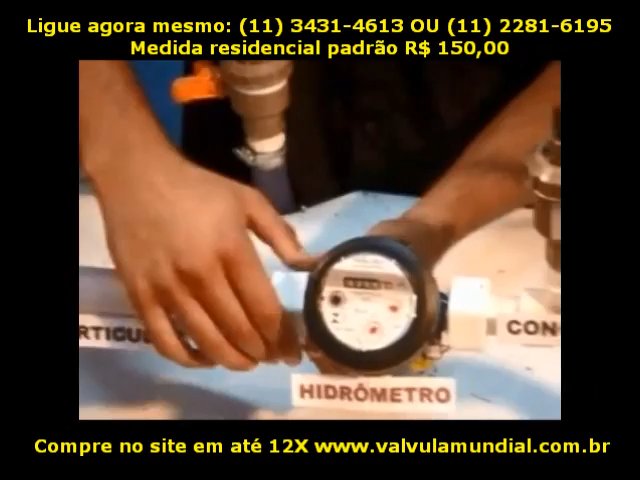 Ligue agora mesmo: (11) 3431-4613 OU (11) 2281-6195
Medida residencial padrão R$ 150,00
HIDRÔMETRO
Compre no site em até 12X www.valvulamundial.com.br